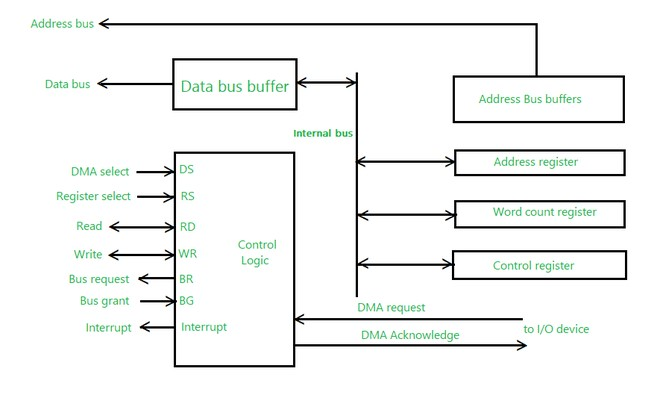 Address bus
Data bus
Data bus buffer
Address Bus buffers
Internal bus
Address register
DMA select
DS
Register select
RS
Word count register
Read
RD
Write
WR
Control
Logic
Control register
Bus request
BR
Bus grant
BG
Interrupt
Interrupt
DMA request
to I/O device
DMA Acknowledge